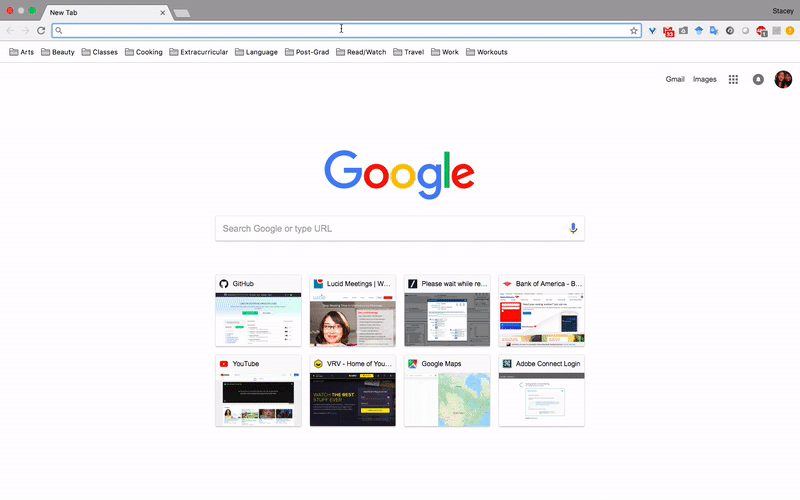 New Tab
Stacey
Arts Beauty Classes Cooking Extracurricular Language Post-Grad Read/Watch Travel Work Workouts
Gmail Images
Google
Search Google or type URL
GitHub
Lucid Meetings | W...
Please wait while re...
Bank of America - B...
YouTube
VRV - Home of You...
Google Maps
Adobe Connect Login
WATCH THE BEST
STUFF EVER